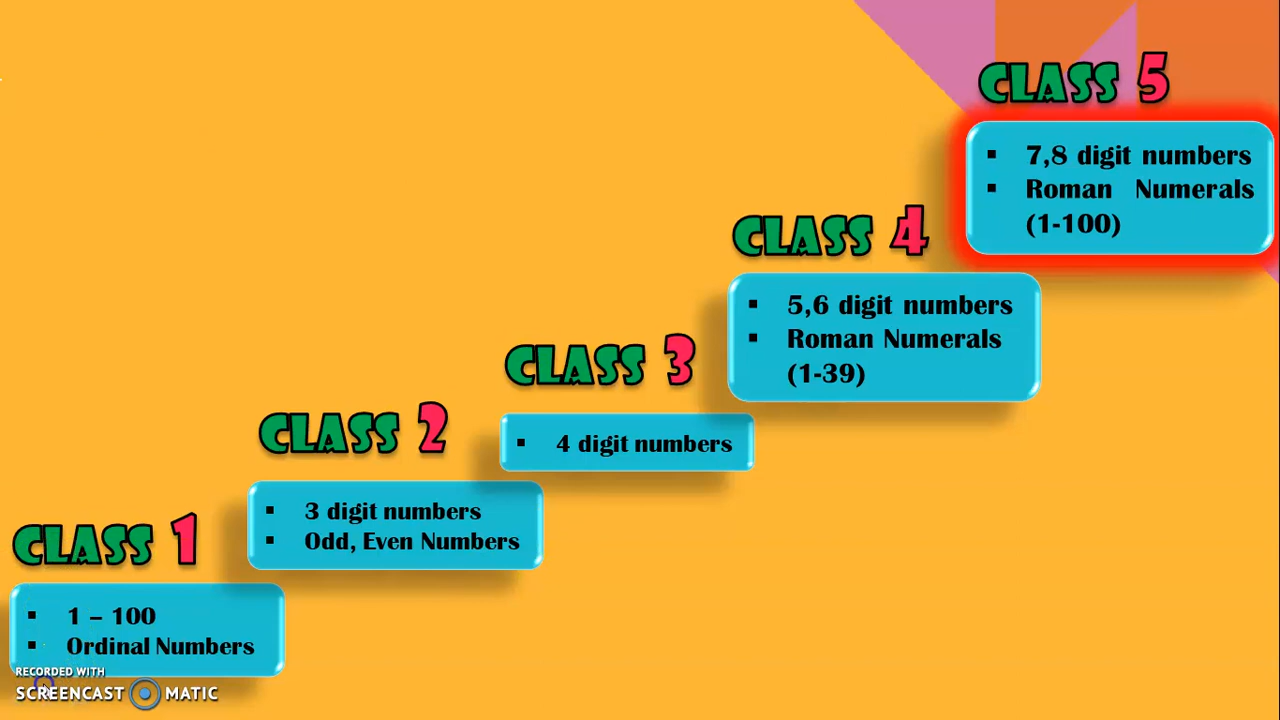 CLASS 5
▪ 7,8 digit numbers
▪ Roman Numerals
(1-100)
CLASS 4
▪ 5,6 digit numbers
▪ Roman Numerals
(1-39)
CLASS 3
▪ 4 digit numbers
CLASS 2
▪ 3 digit numbers
▪ Odd, Even Numbers
CLASS 1
▪ 1 – 100
▪ Ordinal Numbers
RECORDED WITH
SCREENCAST MATIC